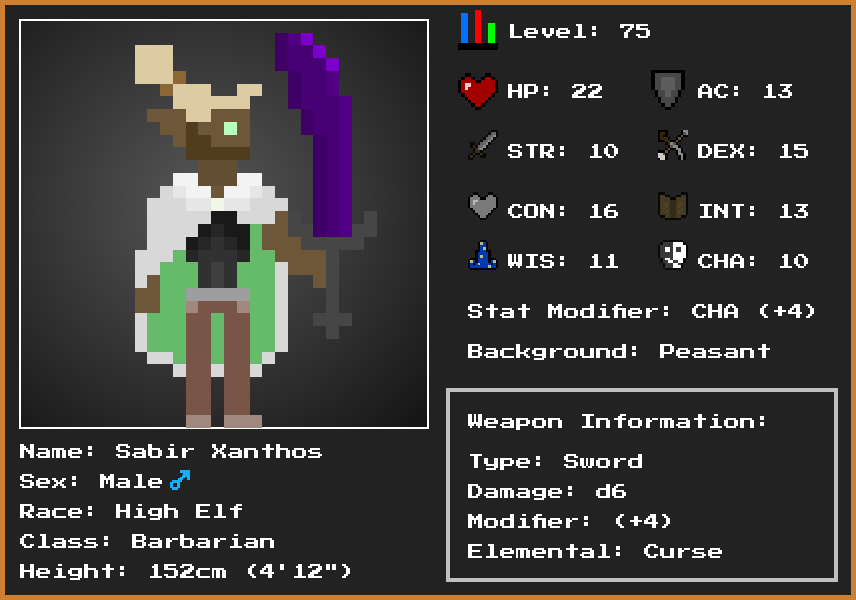 Level: 75
HP: 22
AC: 13
STR: 10
DEX: 15
CON: 16
INT: 13
WIS: 11
CHA: 10
Stat Modifier: CHA (+4)
Background: Peasant
Weapon Information:
Type: Sword
Damage: d6
Modifier: (+4)
Elemental: Curse
Name: Sabir Xanthos
Sex: Male♂
Race: High Elf
Class: Barbarian
Height: 152cm (4'12")